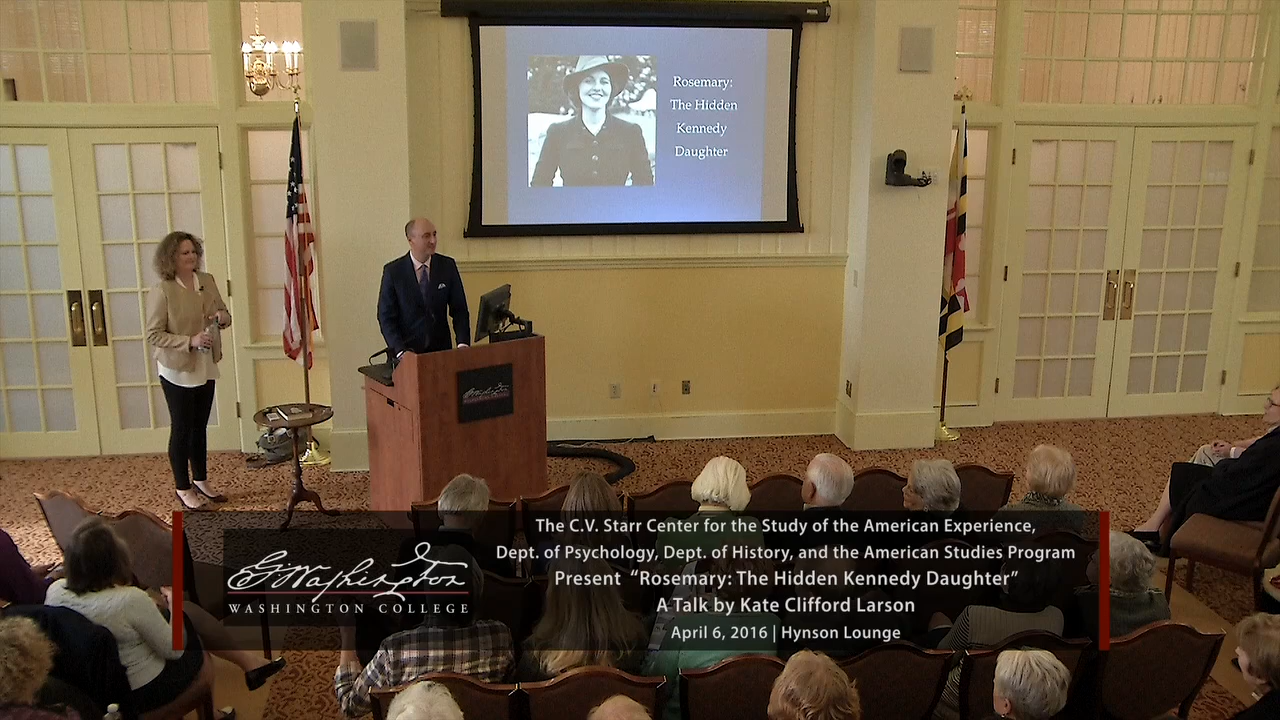 Rosemary:
The Hidden
Kennedy
Daughter
The C.V. Starr Center for the Study of the American Experience,
Dept. of Psychology, Dept. of History, and the American Studies Program
Present “Rosemary: The Hidden Kennedy Daughter”
A Talk by Kate Clifford Larson
April 6, 2016 | Hynson Lounge
GWashington
WASHINGTON COLLEGE
GWashington